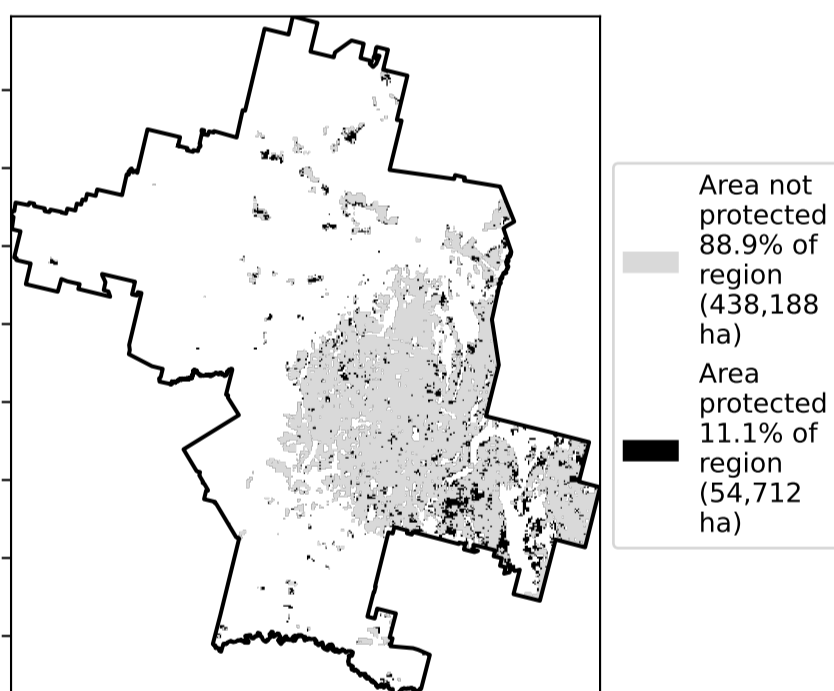 Area not
protected
88.9% of
region
(438,188
ha)
Area
protected
11.1% of
region
(54,712
ha)